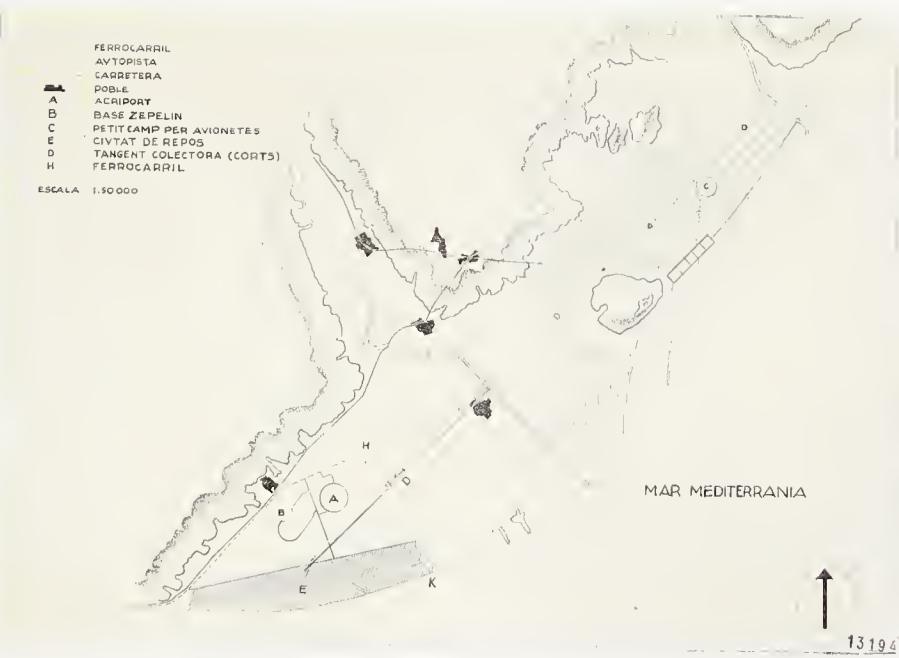 FERROCARRIL
AVTOPISTA
CARRETERA
POBLE
A AERIPORT
B BASE ZEPELIN
C PETIT CAMP PER AVIONETES
E CIVTAT DE REPOS
D TANGENT COLECTORA (CORTS)
H FERROCARRIL
ESCALA 1:50000
D
C
D
D
H
D
A
B
MAR MEDITERRANIA
E
K
13194